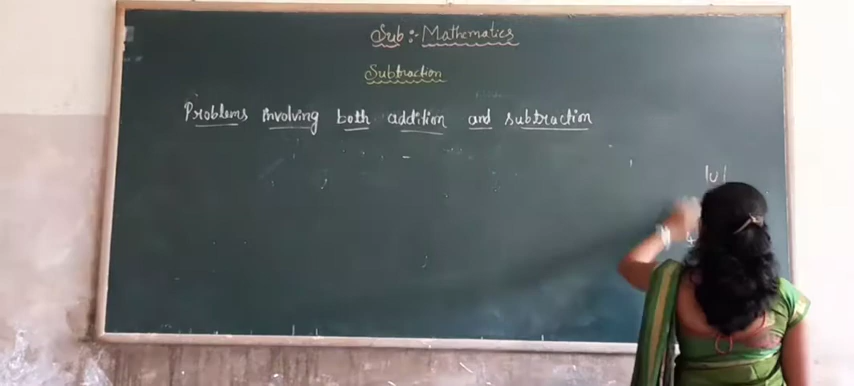 Sub :- Mathematics
Subtraction
Problems involving both addition and subtraction